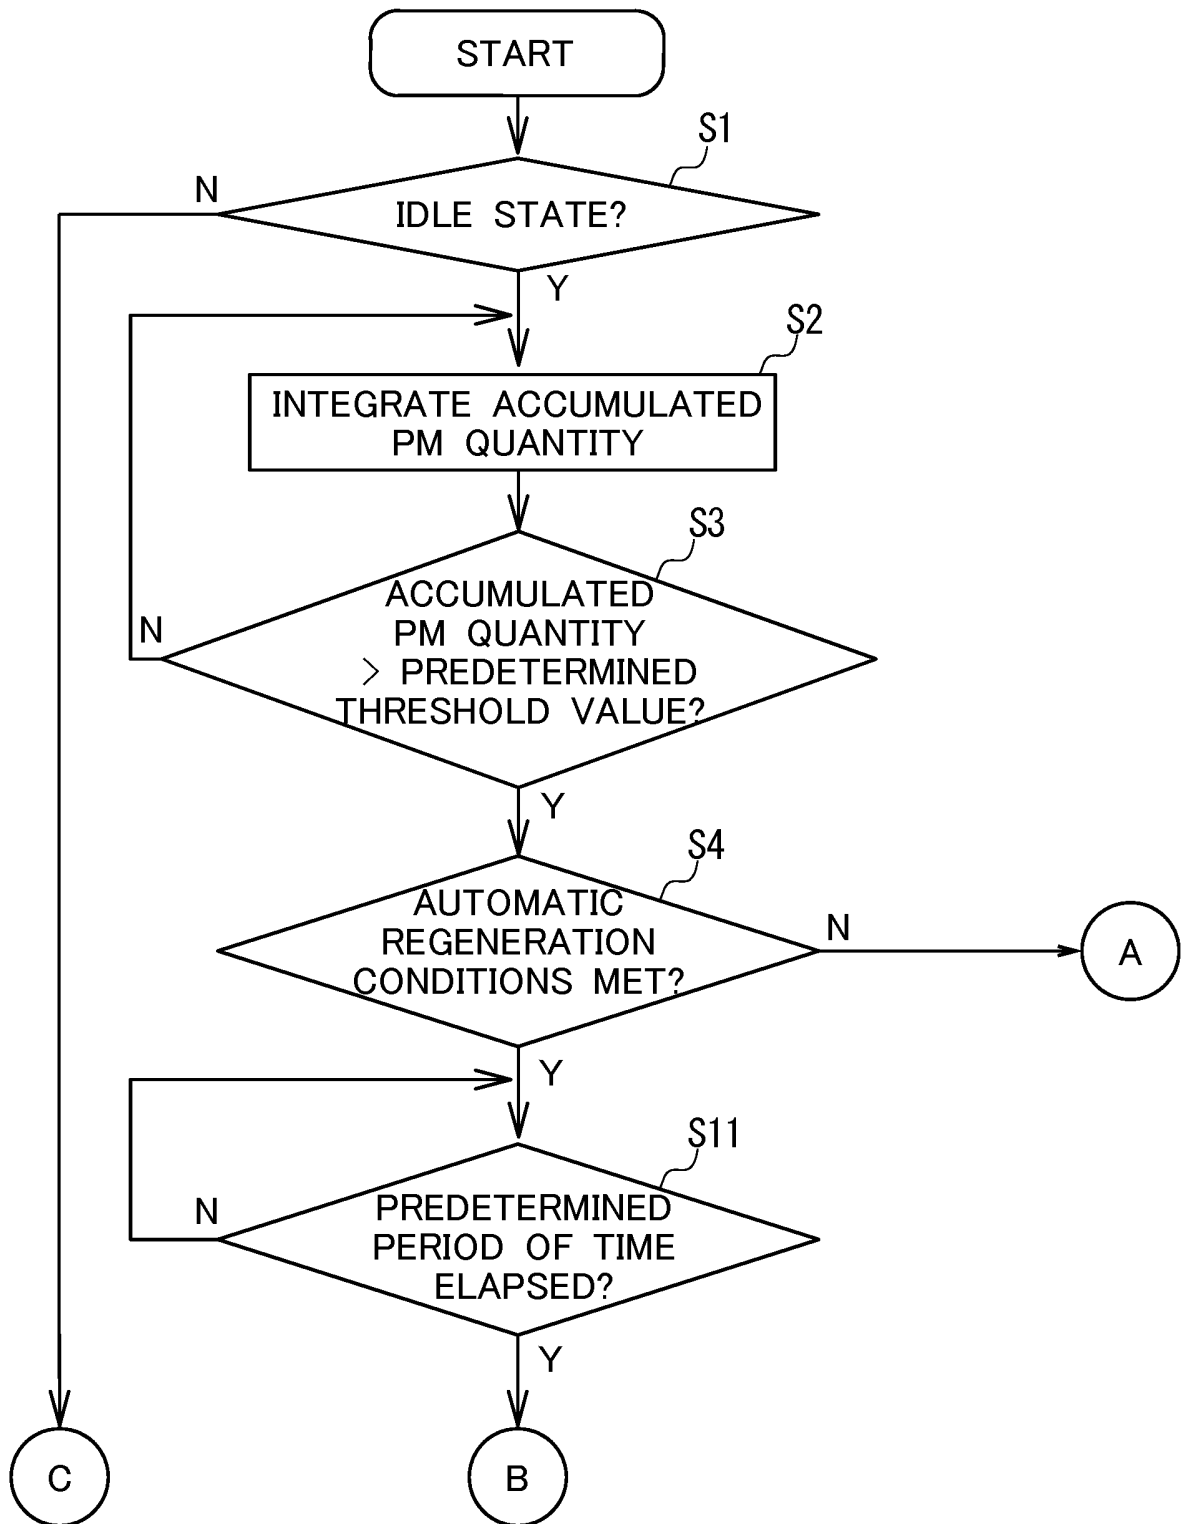 START
S1
N
IDLE STATE?
Y
S2
INTEGRATE ACCUMULATED
PM QUANTITY
S3
ACCUMULATED
PM QUANTITY
> PREDETERMINED
THRESHOLD VALUE?
N
Y
S4
AUTOMATIC
REGENERATION
CONDITIONS MET?
N
A
Y
S11
N
PREDETERMINED
PERIOD OF TIME
ELAPSED?
Y
C
B